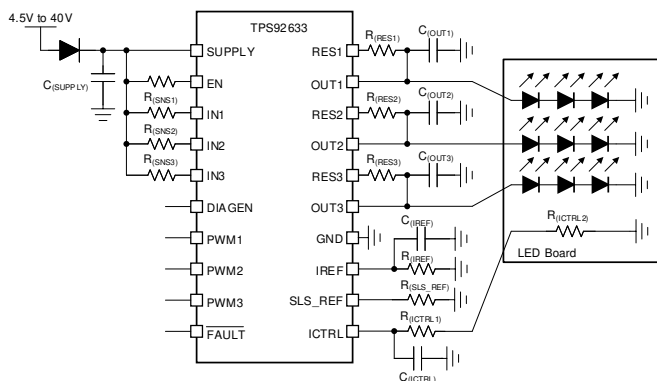 4.5V to 40V
TPS92633
SUPPLY
EN
IN1
IN2
IN3
DIAGEN
PWM1
PWM2
PWM3
FAULT
C(SUPPLY)
R(SNS1)
R(SNS2)
R(SNS3)
RES1
OUT1
RES2
OUT2
RES3
OUT3
GND
IREF
SLS_REF
ICTRL
R(RES1)
C(OUT1)
R(RES2)
C(OUT2)
R(RES3)
C(OUT3)
C(IREF)
R(IREF)
R(SLS_REF)
R(ICTRL1)
C(ICTRL)
R(ICTRL2)
LED Board